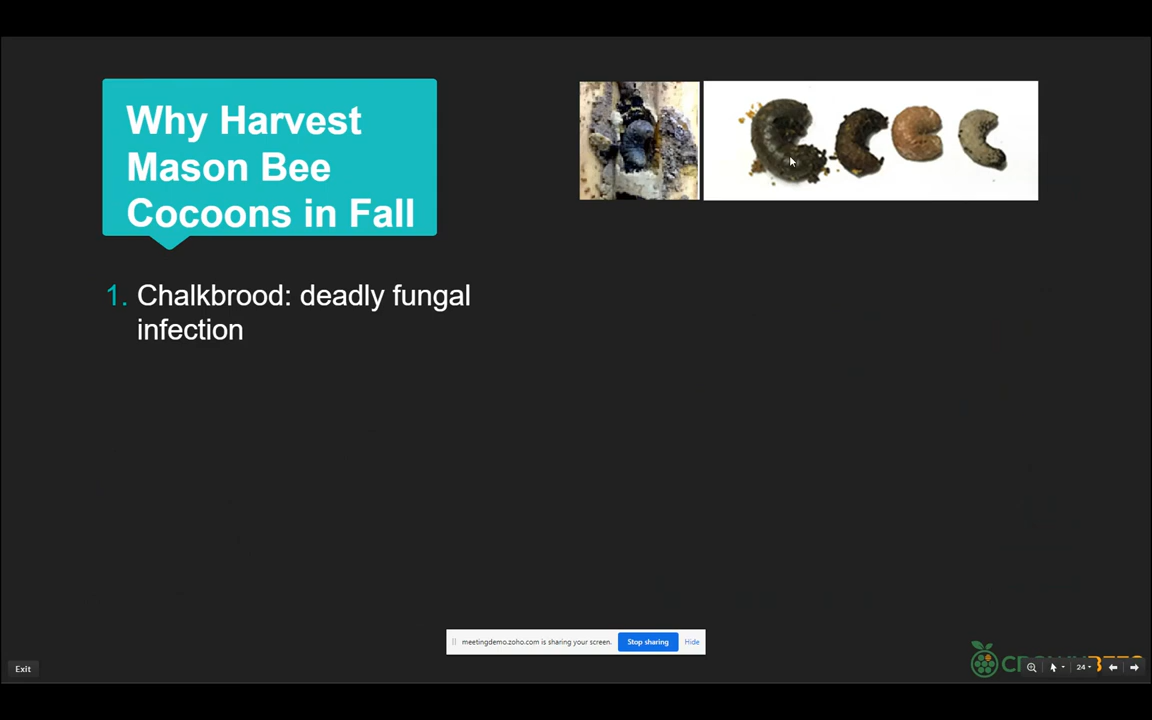 Why Harvest
Mason Bee
Cocoons in Fall
1. Chalkbrood: deadly fungal
infection
meetingdemo.zoho.com is sharing your screen.
Stop sharing
Hide
Exit
24